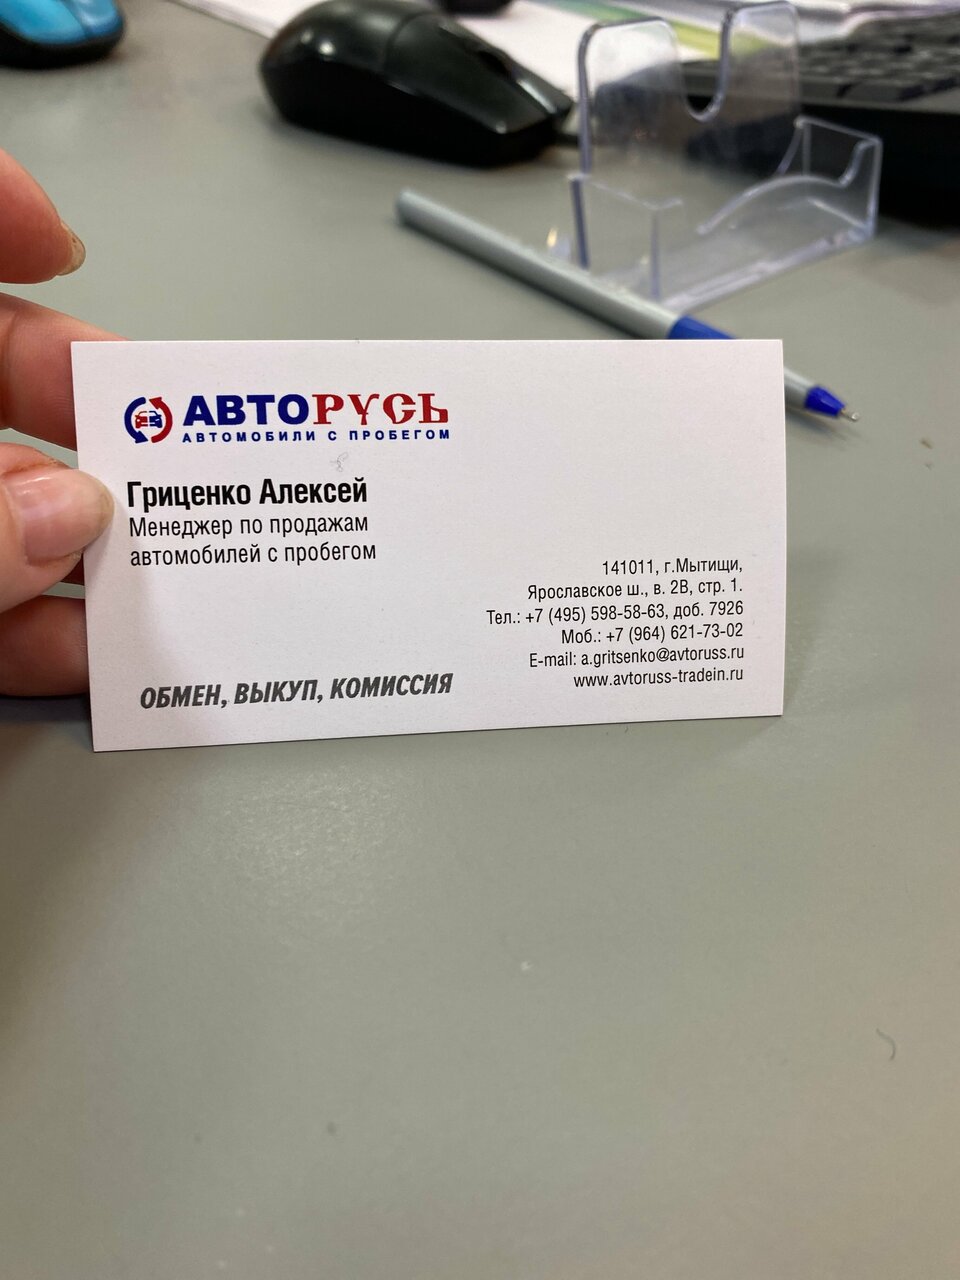 АВТОРУСЬ
АВТОМОБИЛИ С ПРОБЕГОМ
Гриценко Алексей
Менеджер по продажам
автомобилей с пробегом
141011, г.Мытищи,
Ярославское ш., в. 2В, стр. 1.
Тел.: +7 (495) 598-58-63, доб. 7926
Моб.: +7 (964) 621-73-02
E-mail: a.gritsenko@avtoruss.ru
www.avtoruss-tradein.ru
ОБМЕН, ВЫКУП, КОМИССИЯ